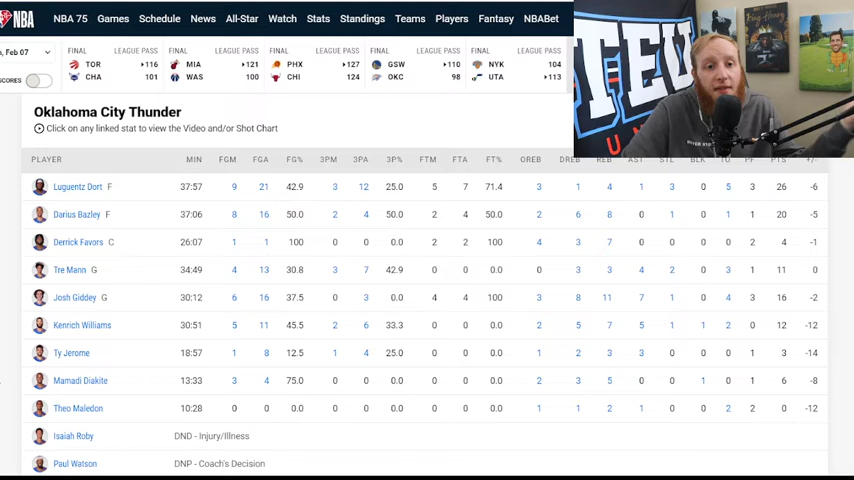 NBA NBA 75 Games Schedule News All-Star Watch Stats Standings Teams Players Fantasy NBABet
, Feb 07
SCORES
FINAL LEAGUE PASS FINAL LEAGUE PASS FINAL LEAGUE PASS FINAL LEAGUE PASS FINAL LEAGUE PASS
TOR 116 MIA 121 PHX 127 GSW 110 NYK 104
CHA 101 WAS 100 CHI 124 OKC 98 UTA 113
TEU
U
Oklahoma City Thunder
Click on any linked stat to view the Video and/or Shot Chart
PLAYER MIN FGM FGA FG% 3PM 3PA 3P% FTM FTA FT% OREB DREB REB AST STL BLK TO PF PTS +/-
Luguentz Dort F 37:57 9 21 42.9 3 12 25.0 5 7 71.4 3 1 4 1 3 0 5 3 26 -6
Darius Bazley F 37:06 8 16 50.0 2 4 50.0 2 4 50.0 2 6 8 0 1 0 1 1 20 -5
Derrick Favors C 26:07 1 1 100 0 0 0.0 2 2 100 4 3 7 0 0 0 0 2 4 -1
Tre Mann G 34:49 4 13 30.8 3 7 42.9 0 0 0.0 0 3 3 4 2 0 3 1 11 0
Josh Giddey G 30:12 6 16 37.5 0 3 0.0 4 4 100 3 8 11 7 1 0 4 3 16 -2
Kenrich Williams 30:51 5 11 45.5 2 6 33.3 0 0 0.0 2 5 7 5 1 1 2 0 12 -12
Ty Jerome 18:57 1 8 12.5 1 4 25.0 0 0 0.0 1 2 3 3 0 0 0 1 3 -14
Mamadi Diakite 13:33 3 4 75.0 0 0 0.0 0 0 0.0 2 3 5 0 0 1 0 1 6 -8
Theo Maledon 10:28 0 0 0.0 0 0 0.0 0 0 0.0 1 1 2 1 0 0 2 2 0 -12
Isaiah Roby DND - Injury/Illness
Paul Watson DNP - Coach's Decision